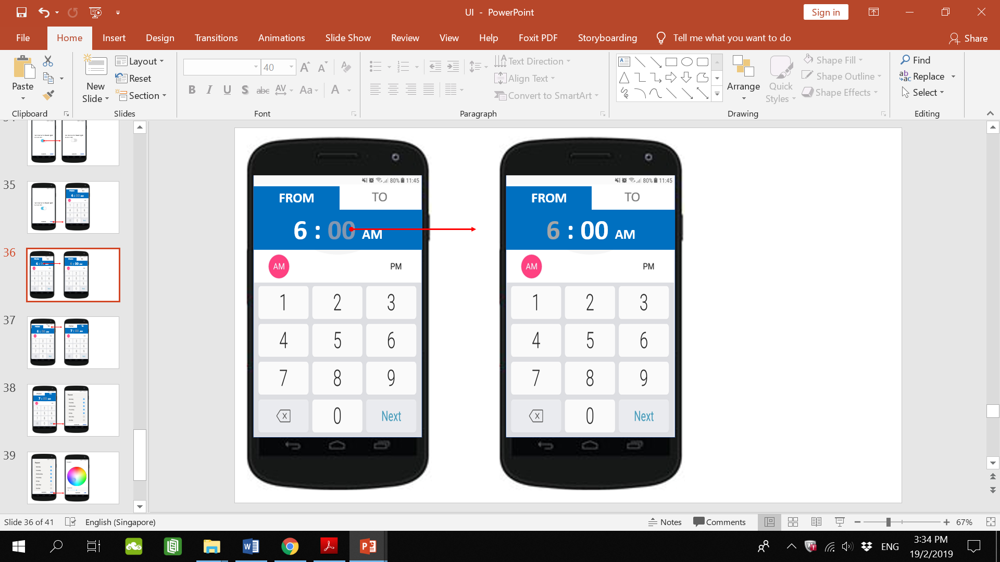 UI - PowerPoint
Sign in
File Home Insert Design Transitions Animations Slide Show Review View Help Foxit PDF Storyboarding Tell me what you want to do Share
Paste
New Slide
Layout
Reset
Section
40
B I U S abc AV Aa A
Text Direction
Align Text
Convert to SmartArt
Arrange
Quick Styles
Shape Fill
Shape Outline
Shape Effects
Find
Replace
Select
Clipboard Slides Font Paragraph Drawing Editing
35
36
37
38
39
80% 11:45
FROM TO
6 : 00 AM
AM PM
1 2 3
4 5 6
7 8 9
0 Next
80% 11:45
FROM TO
6 : 00 AM
AM PM
1 2 3
4 5 6
7 8 9
0 Next
Slide 36 of 41 English (Singapore) Notes Comments 67%
ENG
3:34 PM
19/2/2019